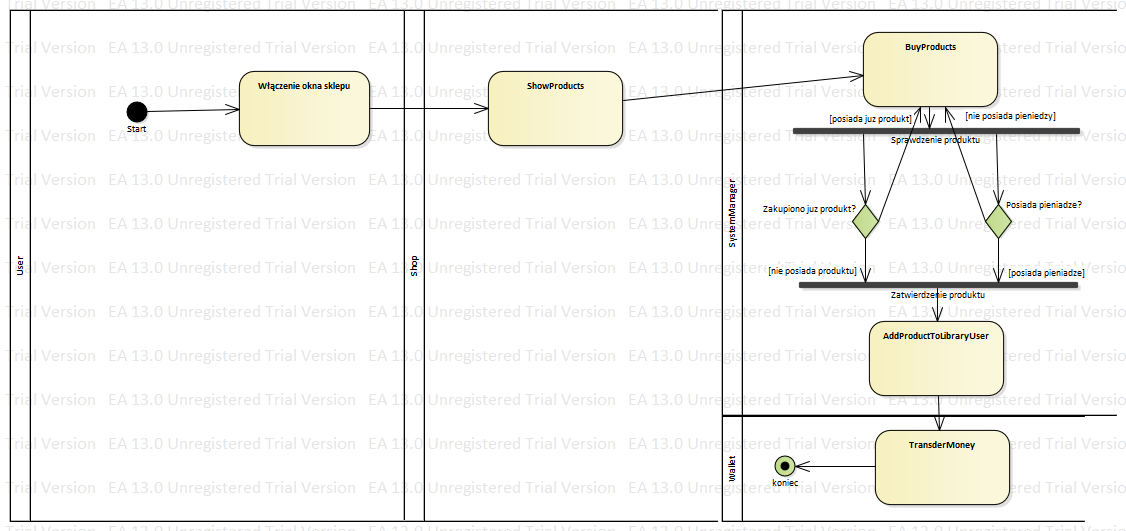 User
Start
Włączenie okna sklepu
Shop
ShowProducts
SystemManager
BuyProducts
[posiada juz produkt]
[nie posiada pieniedzy]
Sprawdzenie produktu
Zakupiono juz produkt?
Posiada pieniadze?
[nie posiada produktu]
[posiada pieniadze]
Zatwierdzenie produktu
AddProductToLibraryUser
Wallet
TransderMoney
koniec
EA 13.0 Unregistered Trial Version